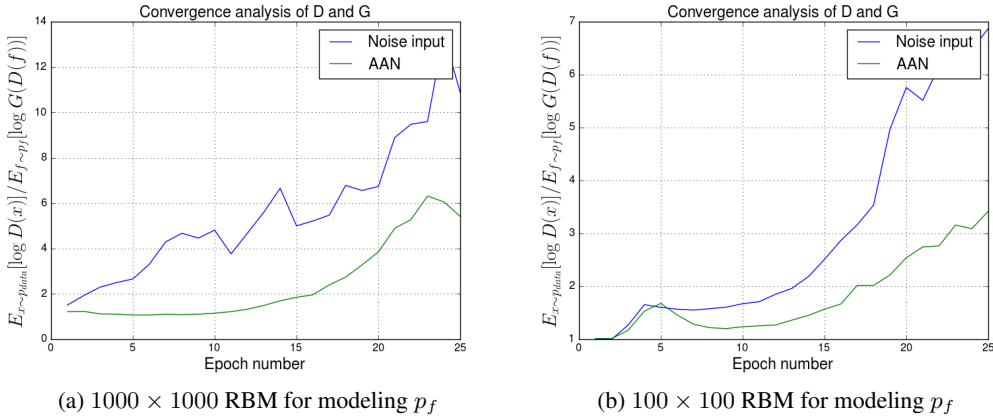 Convergence analysis of D and G
E_{x∼p_{data}}[log D(x)]/E_{f∼p_f}[log G(D(f))]
14
12
10
8
6
4
2
0
0 5 10 15 20 25
Epoch number
Noise input
AAN
(a) 1000 × 1000 RBM for modeling p_f
Convergence analysis of D and G
E_{x∼p_{data}}[log D(x)]/E_{f∼p_f}[log G(D(f))]
7
6
5
4
3
2
1
0 5 10 15 20 25
Epoch number
Noise input
AAN
(b) 100 × 100 RBM for modeling p_f